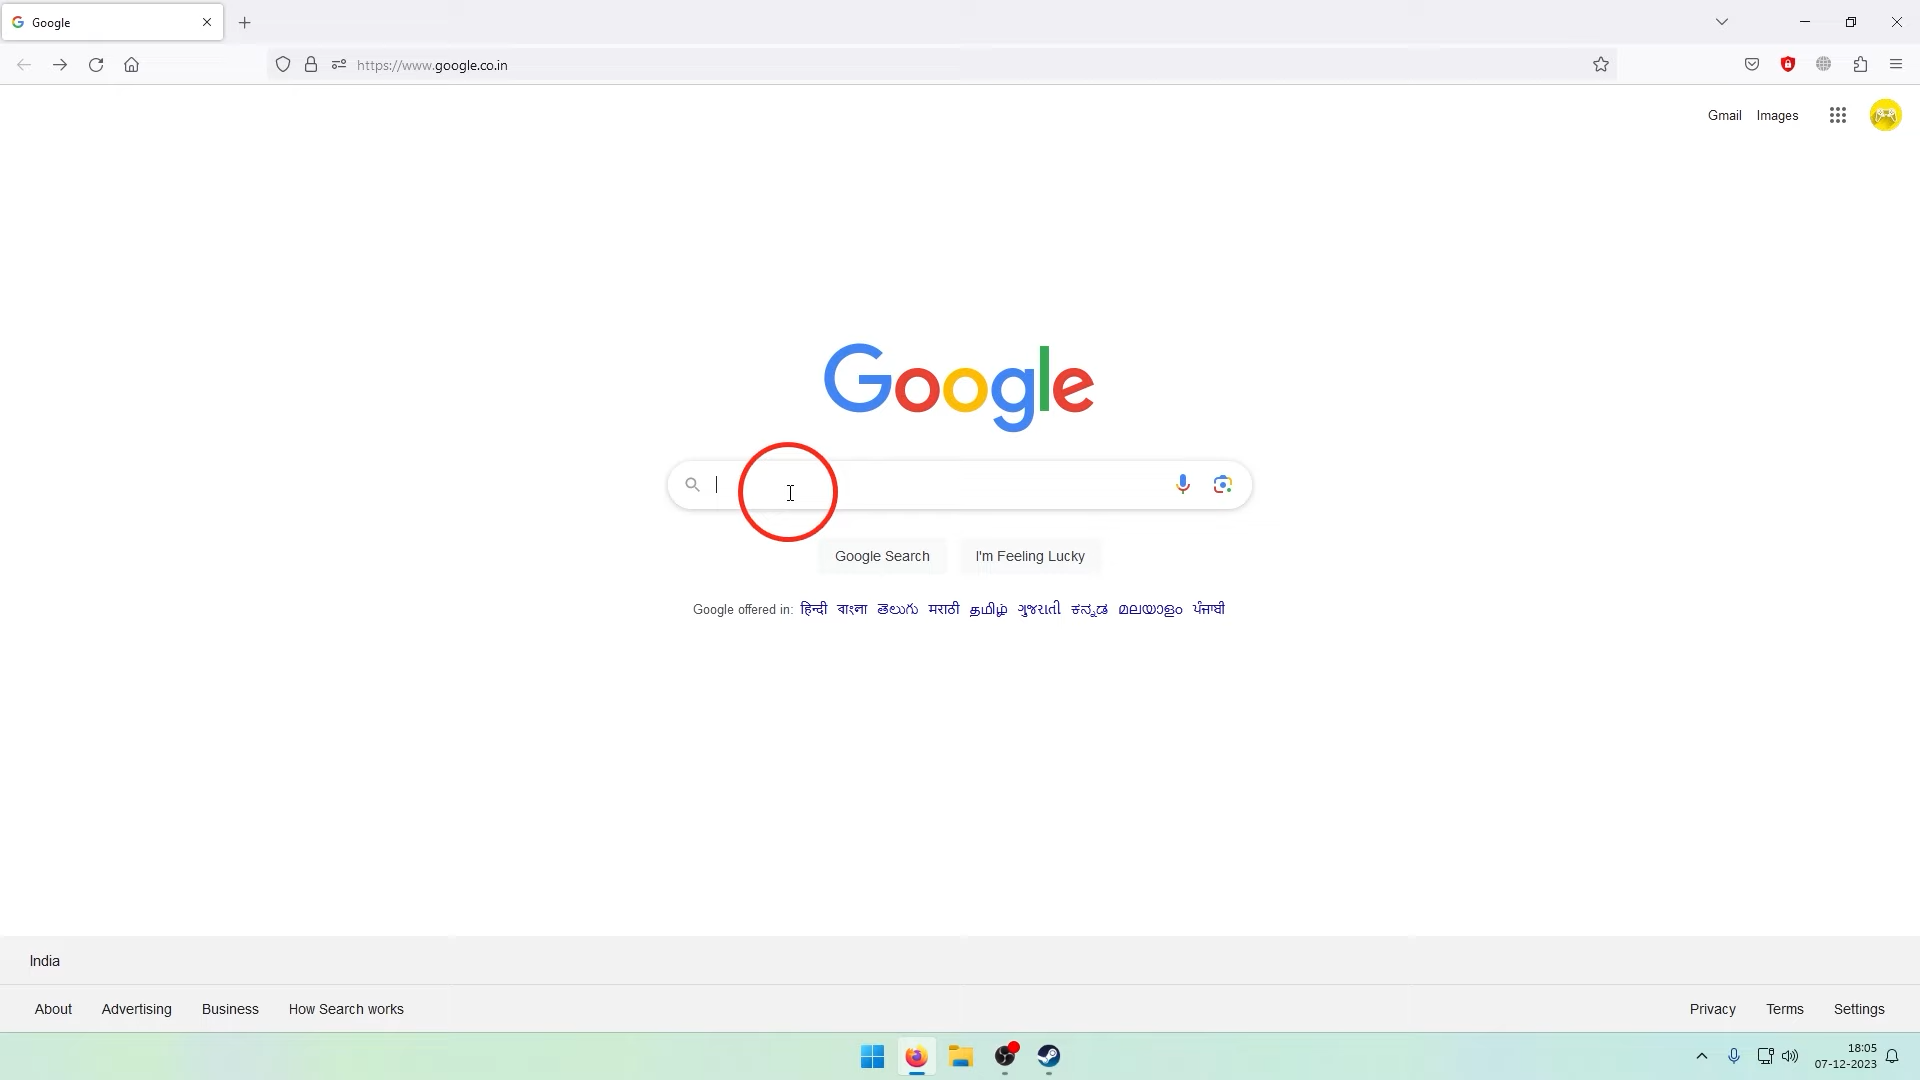 Google
https://www.google.co.in
Gmail Images
Google
Google Search I'm Feeling Lucky
Google offered in: हिन्दी বাংলা తెలుగు मराठी தமிழ் ગુજરાતી ಕನ್ನಡ മലയാളം ਪੰਜਾਬੀ
India
About Advertising Business How Search works Privacy Terms Settings
18:05
07-12-2023